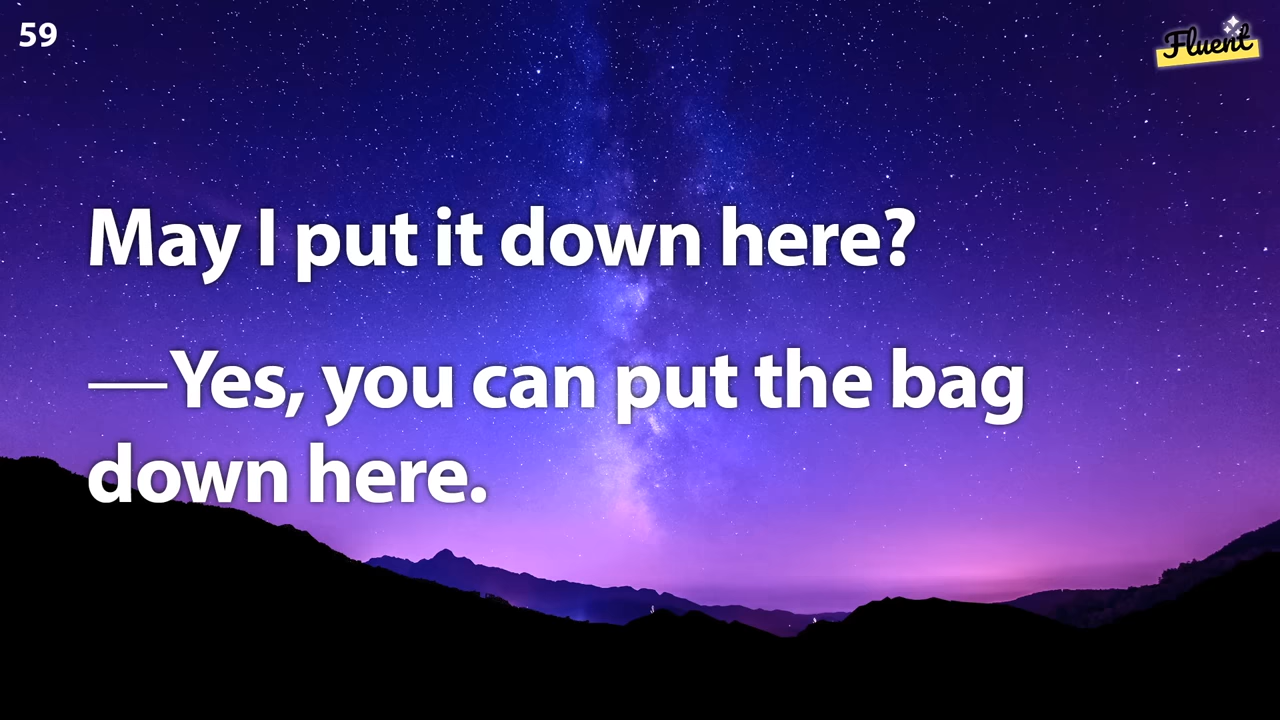 59
Fluent
May I put it down here?
—Yes, you can put the bag
down here.